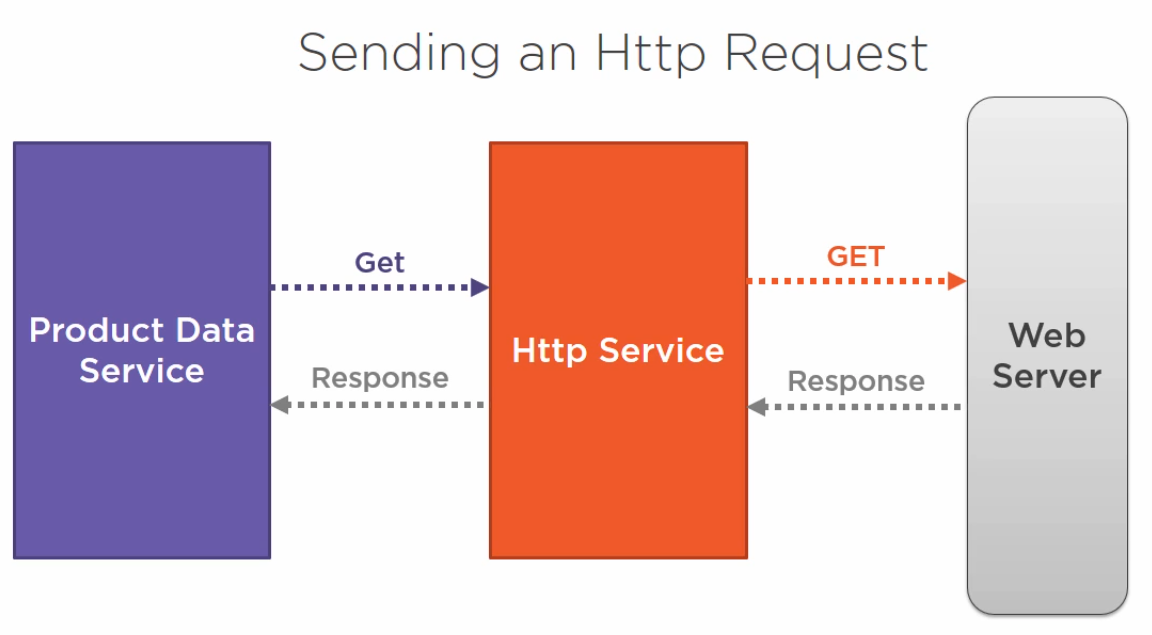 Sending an Http Request
Get
GET
Product Data
Service
Http Service
Web
Server
Response
Response